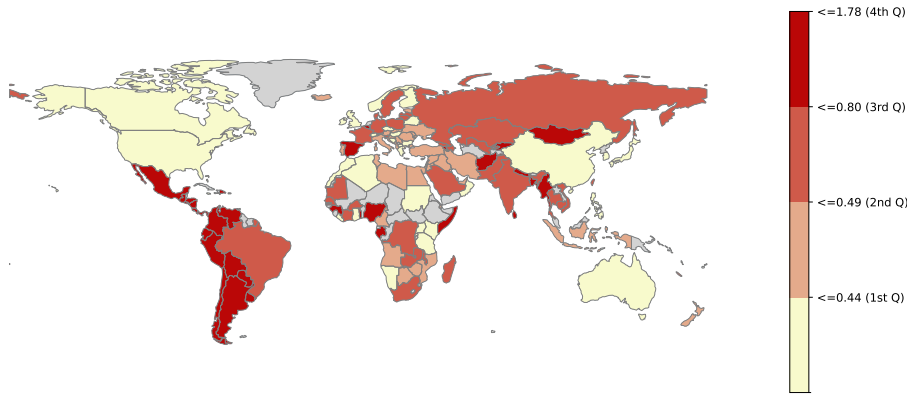 <=1.78 (4th Q)
<=0.80 (3rd Q)
<=0.49 (2nd Q)
<=0.44 (1st Q)